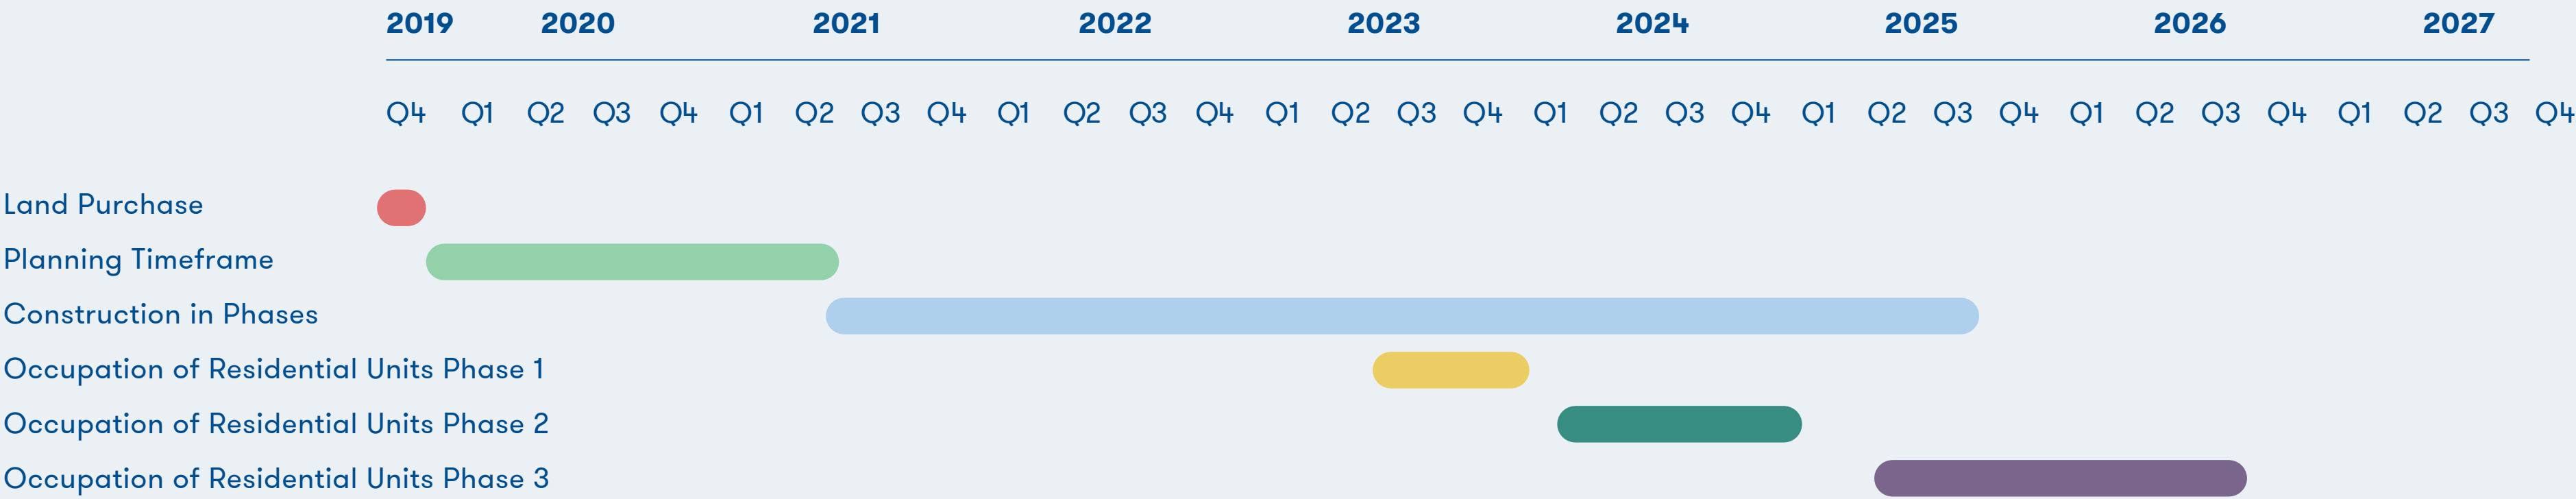 2019 2020 2021 2022 2023 2024 2025 2026 2027
Q4 Q1 Q2 Q3 Q4 Q1 Q2 Q3 Q4 Q1 Q2 Q3 Q4 Q1 Q2 Q3 Q4 Q1 Q2 Q3 Q4 Q1 Q2 Q3 Q4 Q1 Q2 Q3 Q4 Q1 Q2 Q3 Q4
Land Purchase
Planning Timeframe
Construction in Phases
Occupation of Residential Units Phase 1
Occupation of Residential Units Phase 2
Occupation of Residential Units Phase 3